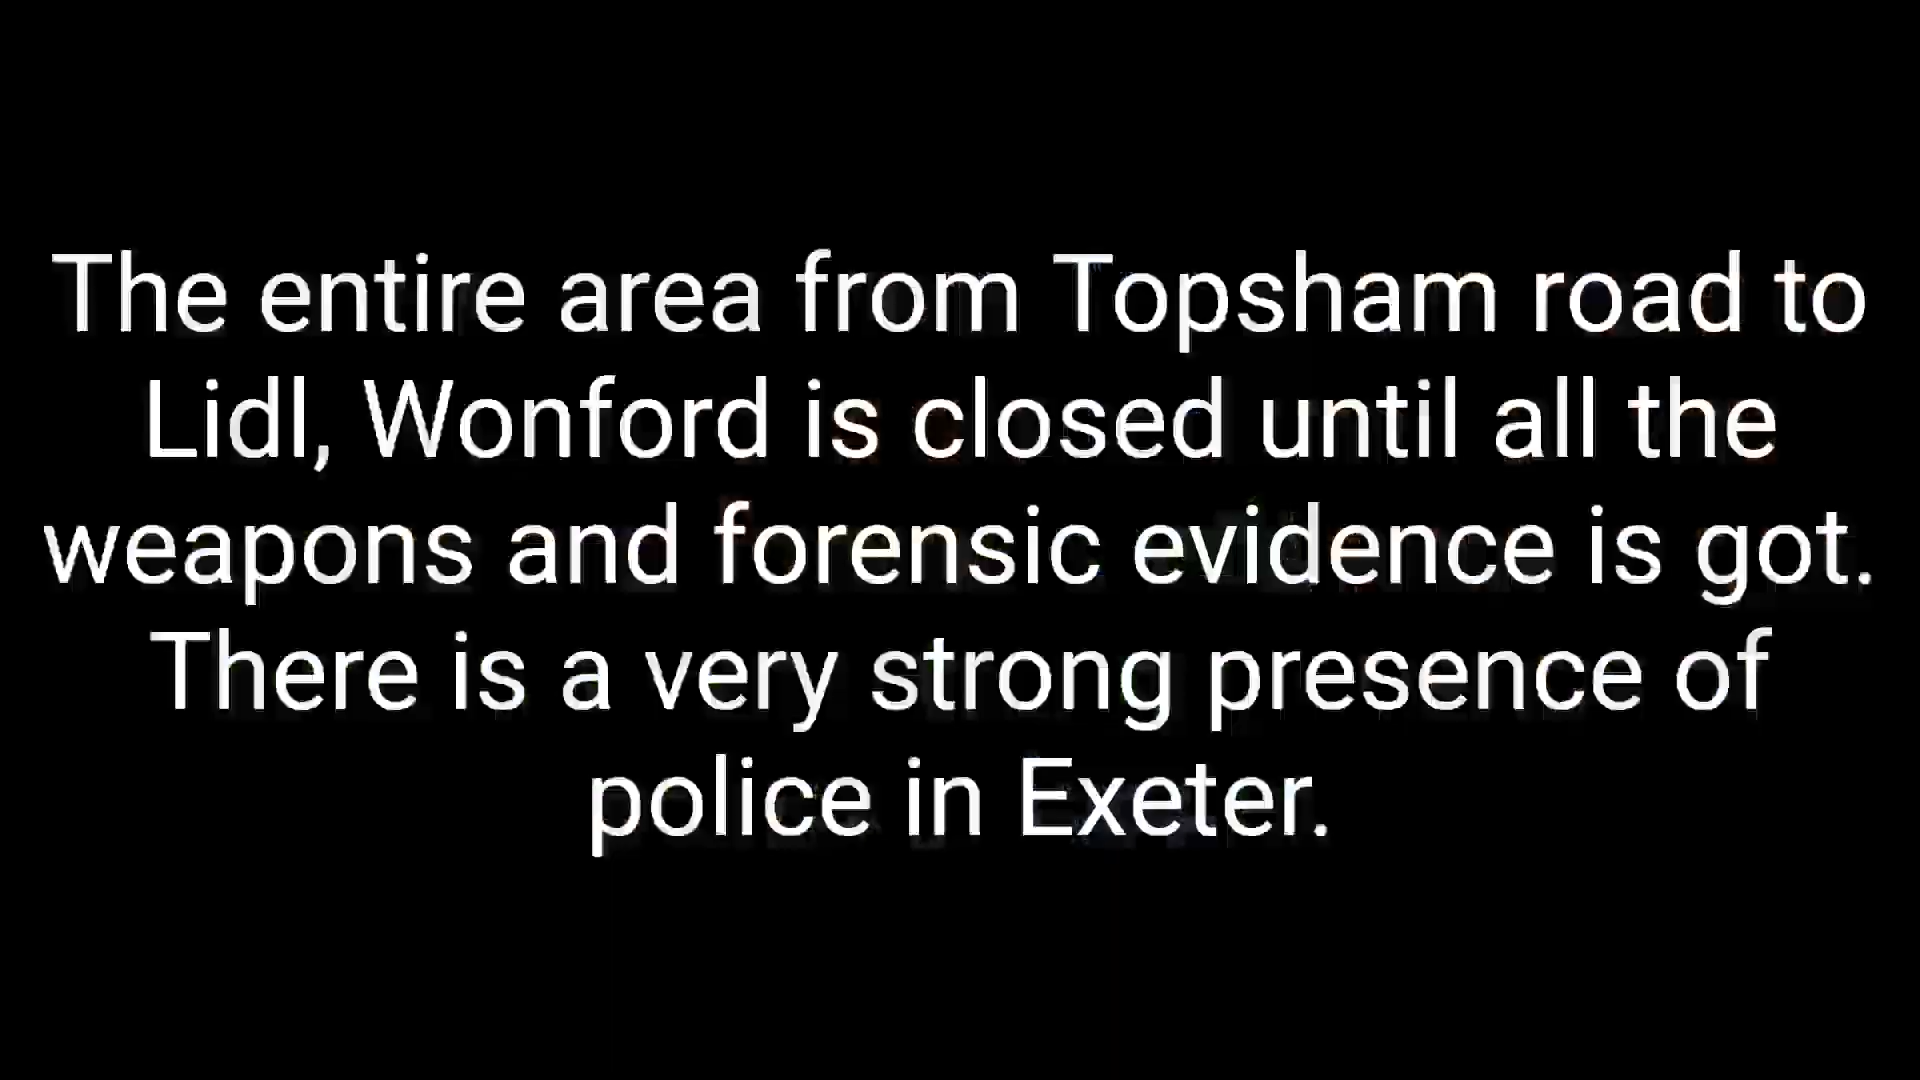 The entire area from Topsham road to
Lidl, Wonford is closed until all the
weapons and forensic evidence is got.
There is a very strong presence of
police in Exeter.